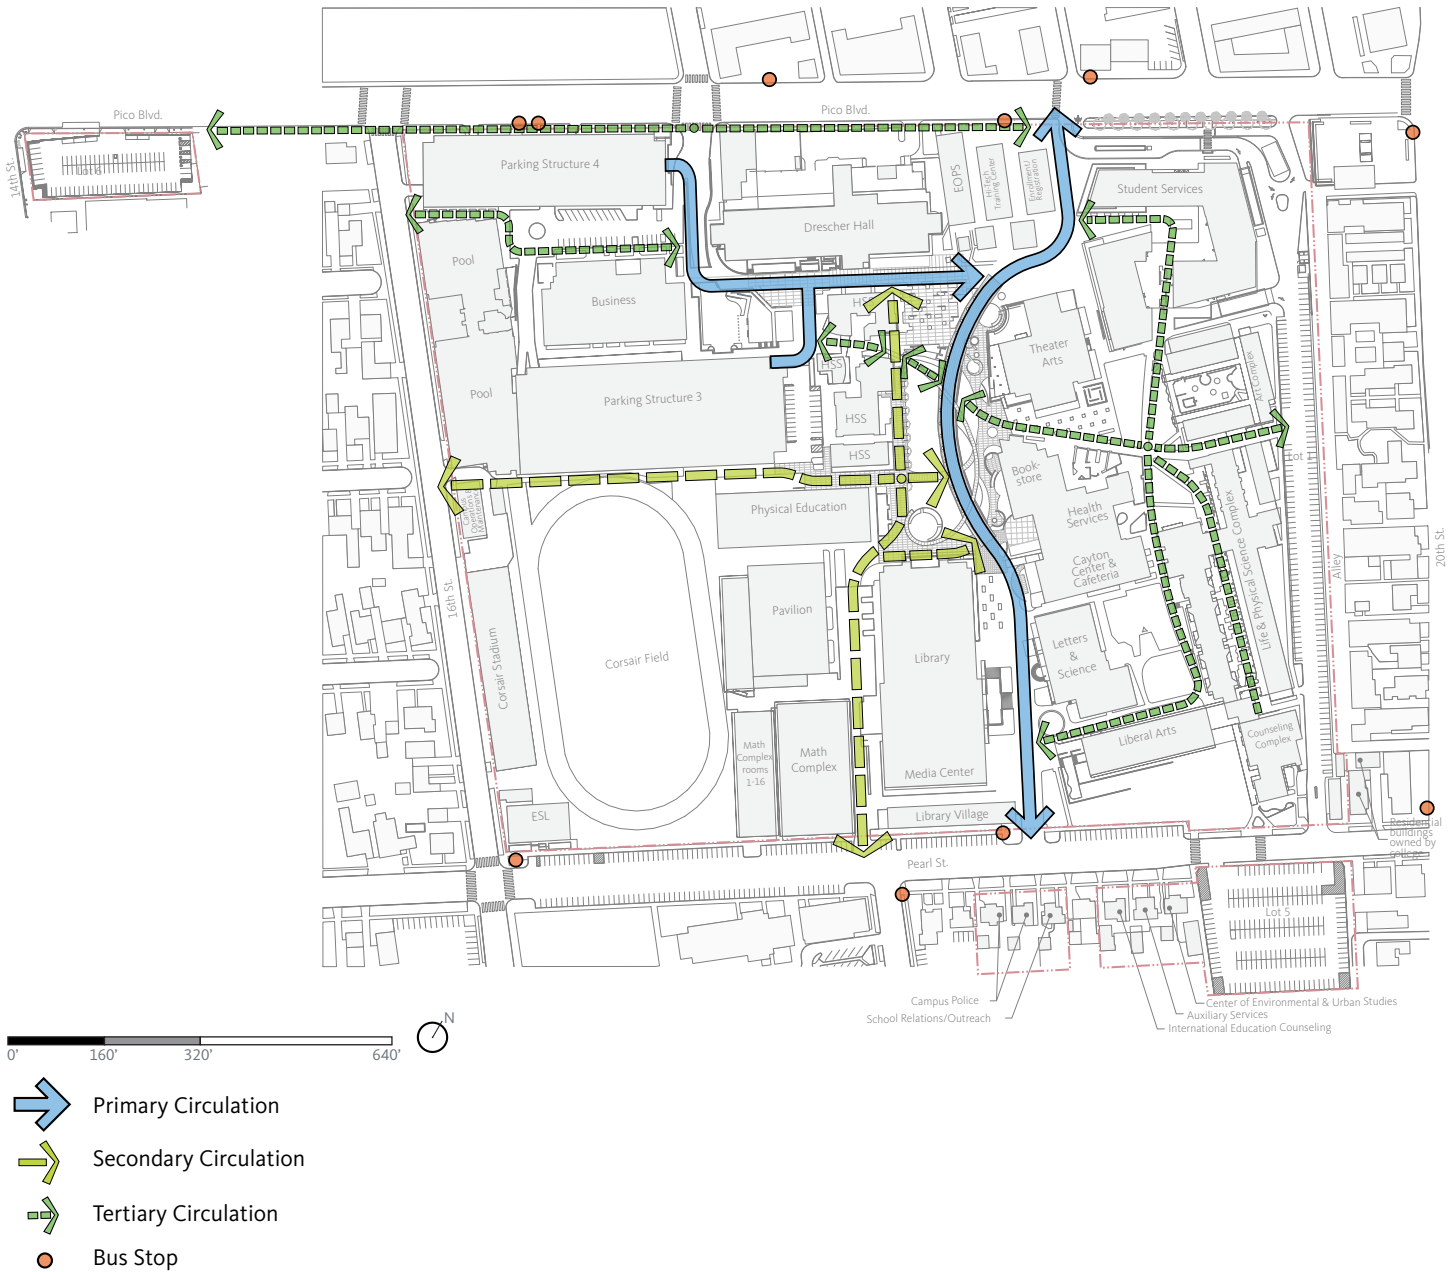 Pico Blvd.
Pico Blvd.
14th St.
Lot 6
Parking Structure 4
EOPS
Hi-Tech
Training Center
Enrollment/
Registration
Student Services
Drescher Hall
Pool
Business
HSS
Theater
Arts
Art Complex
HSS
Pool
Parking Structure 3
HSS
HSS
Lot 1
Book-
store
Campus
Operations &
Maintenance
Physical Education
Health
Services
Life & Physical Science Complex
Cayton
Center &
Cafeteria
Alley
20th St.
16th St.
Pavilion
Corsair Stadium
Corsair Field
Library
Letters
&
Science
Liberal Arts
Counseling
Complex
Math
Complex
rooms
1-16
Math
Complex
Media Center
ESL
Library Village
Residential
buildings
owned by
college
Pearl St.
Lot 5
Campus Police
School Relations/Outreach
Center of Environmental & Urban Studies
Auxiliary Services
International Education Counseling
N
0' 160' 320' 640'
Primary Circulation
Secondary Circulation
Tertiary Circulation
Bus Stop